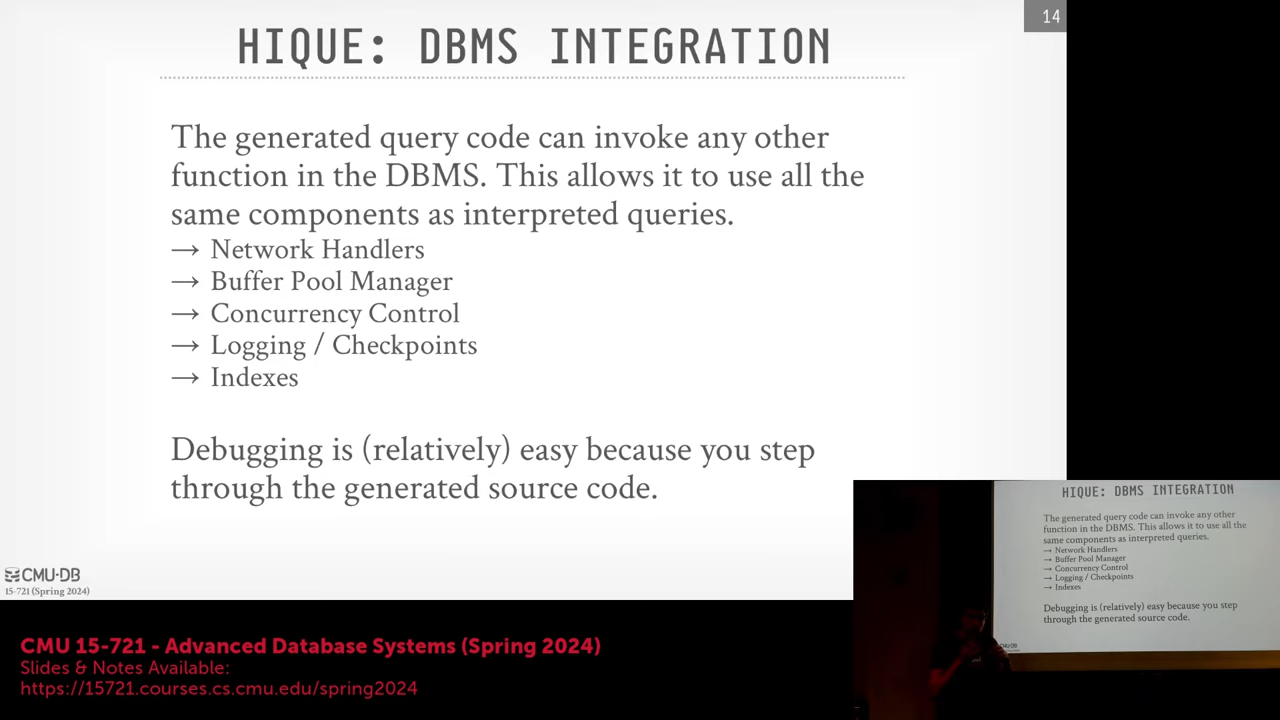 14
HIQUE: DBMS INTEGRATION
The generated query code can invoke any other
function in the DBMS. This allows it to use all the
same components as interpreted queries.
→ Network Handlers
→ Buffer Pool Manager
→ Concurrency Control
→ Logging / Checkpoints
→ Indexes
Debugging is (relatively) easy because you step
through the generated source code.
CMU·DB
15-721 (Spring 2024)
HIQUE: DBMS INTEGRATION
The generated query code can invoke any other
function in the DBMS. This allows it to use all the
same components as interpreted queries.
→ Network Handlers
→ Buffer Pool Manager
→ Concurrency Control
→ Logging / Checkpoints
→ Indexes
Debugging is (relatively) easy because you step
through the generated source code.
CMU 15-721 - Advanced Database Systems (Spring 2024)
Slides & Notes Available:
https://15721.courses.cs.cmu.edu/spring2024